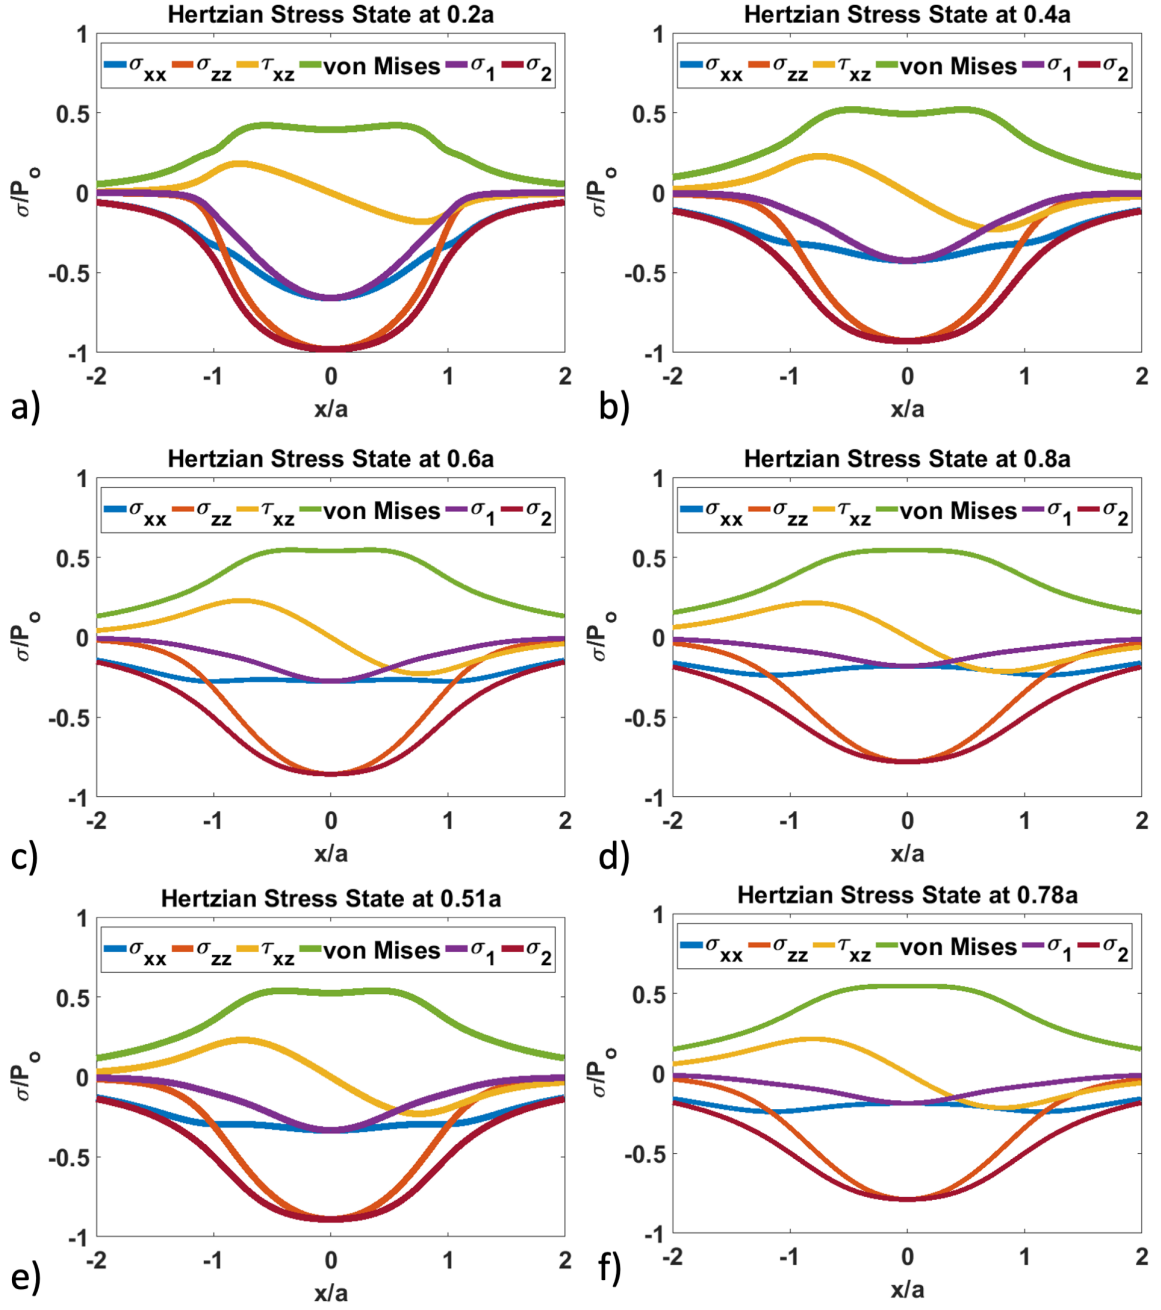 Hertzian Stress State at 0.2a
1
σxx σzz τxz von Mises σ1 σ2
0.5
0
-0.5
-1
σ/Po
-2 -1 0 1 2
x/a
a)
Hertzian Stress State at 0.4a
1
σxx σzz τxz von Mises σ1 σ2
0.5
0
-0.5
-1
σ/Po
-2 -1 0 1 2
x/a
b)
Hertzian Stress State at 0.6a
1
σxx σzz τxz von Mises σ1 σ2
0.5
0
-0.5
-1
σ/Po
-2 -1 0 1 2
x/a
c)
Hertzian Stress State at 0.8a
1
σxx σzz τxz von Mises σ1 σ2
0.5
0
-0.5
-1
σ/Po
-2 -1 0 1 2
x/a
d)
Hertzian Stress State at 0.51a
1
σxx σzz τxz von Mises σ1 σ2
0.5
0
-0.5
-1
σ/Po
-2 -1 0 1 2
x/a
e)
Hertzian Stress State at 0.78a
1
σxx σzz τxz von Mises σ1 σ2
0.5
0
-0.5
-1
σ/Po
-2 -1 0 1 2
x/a
f)